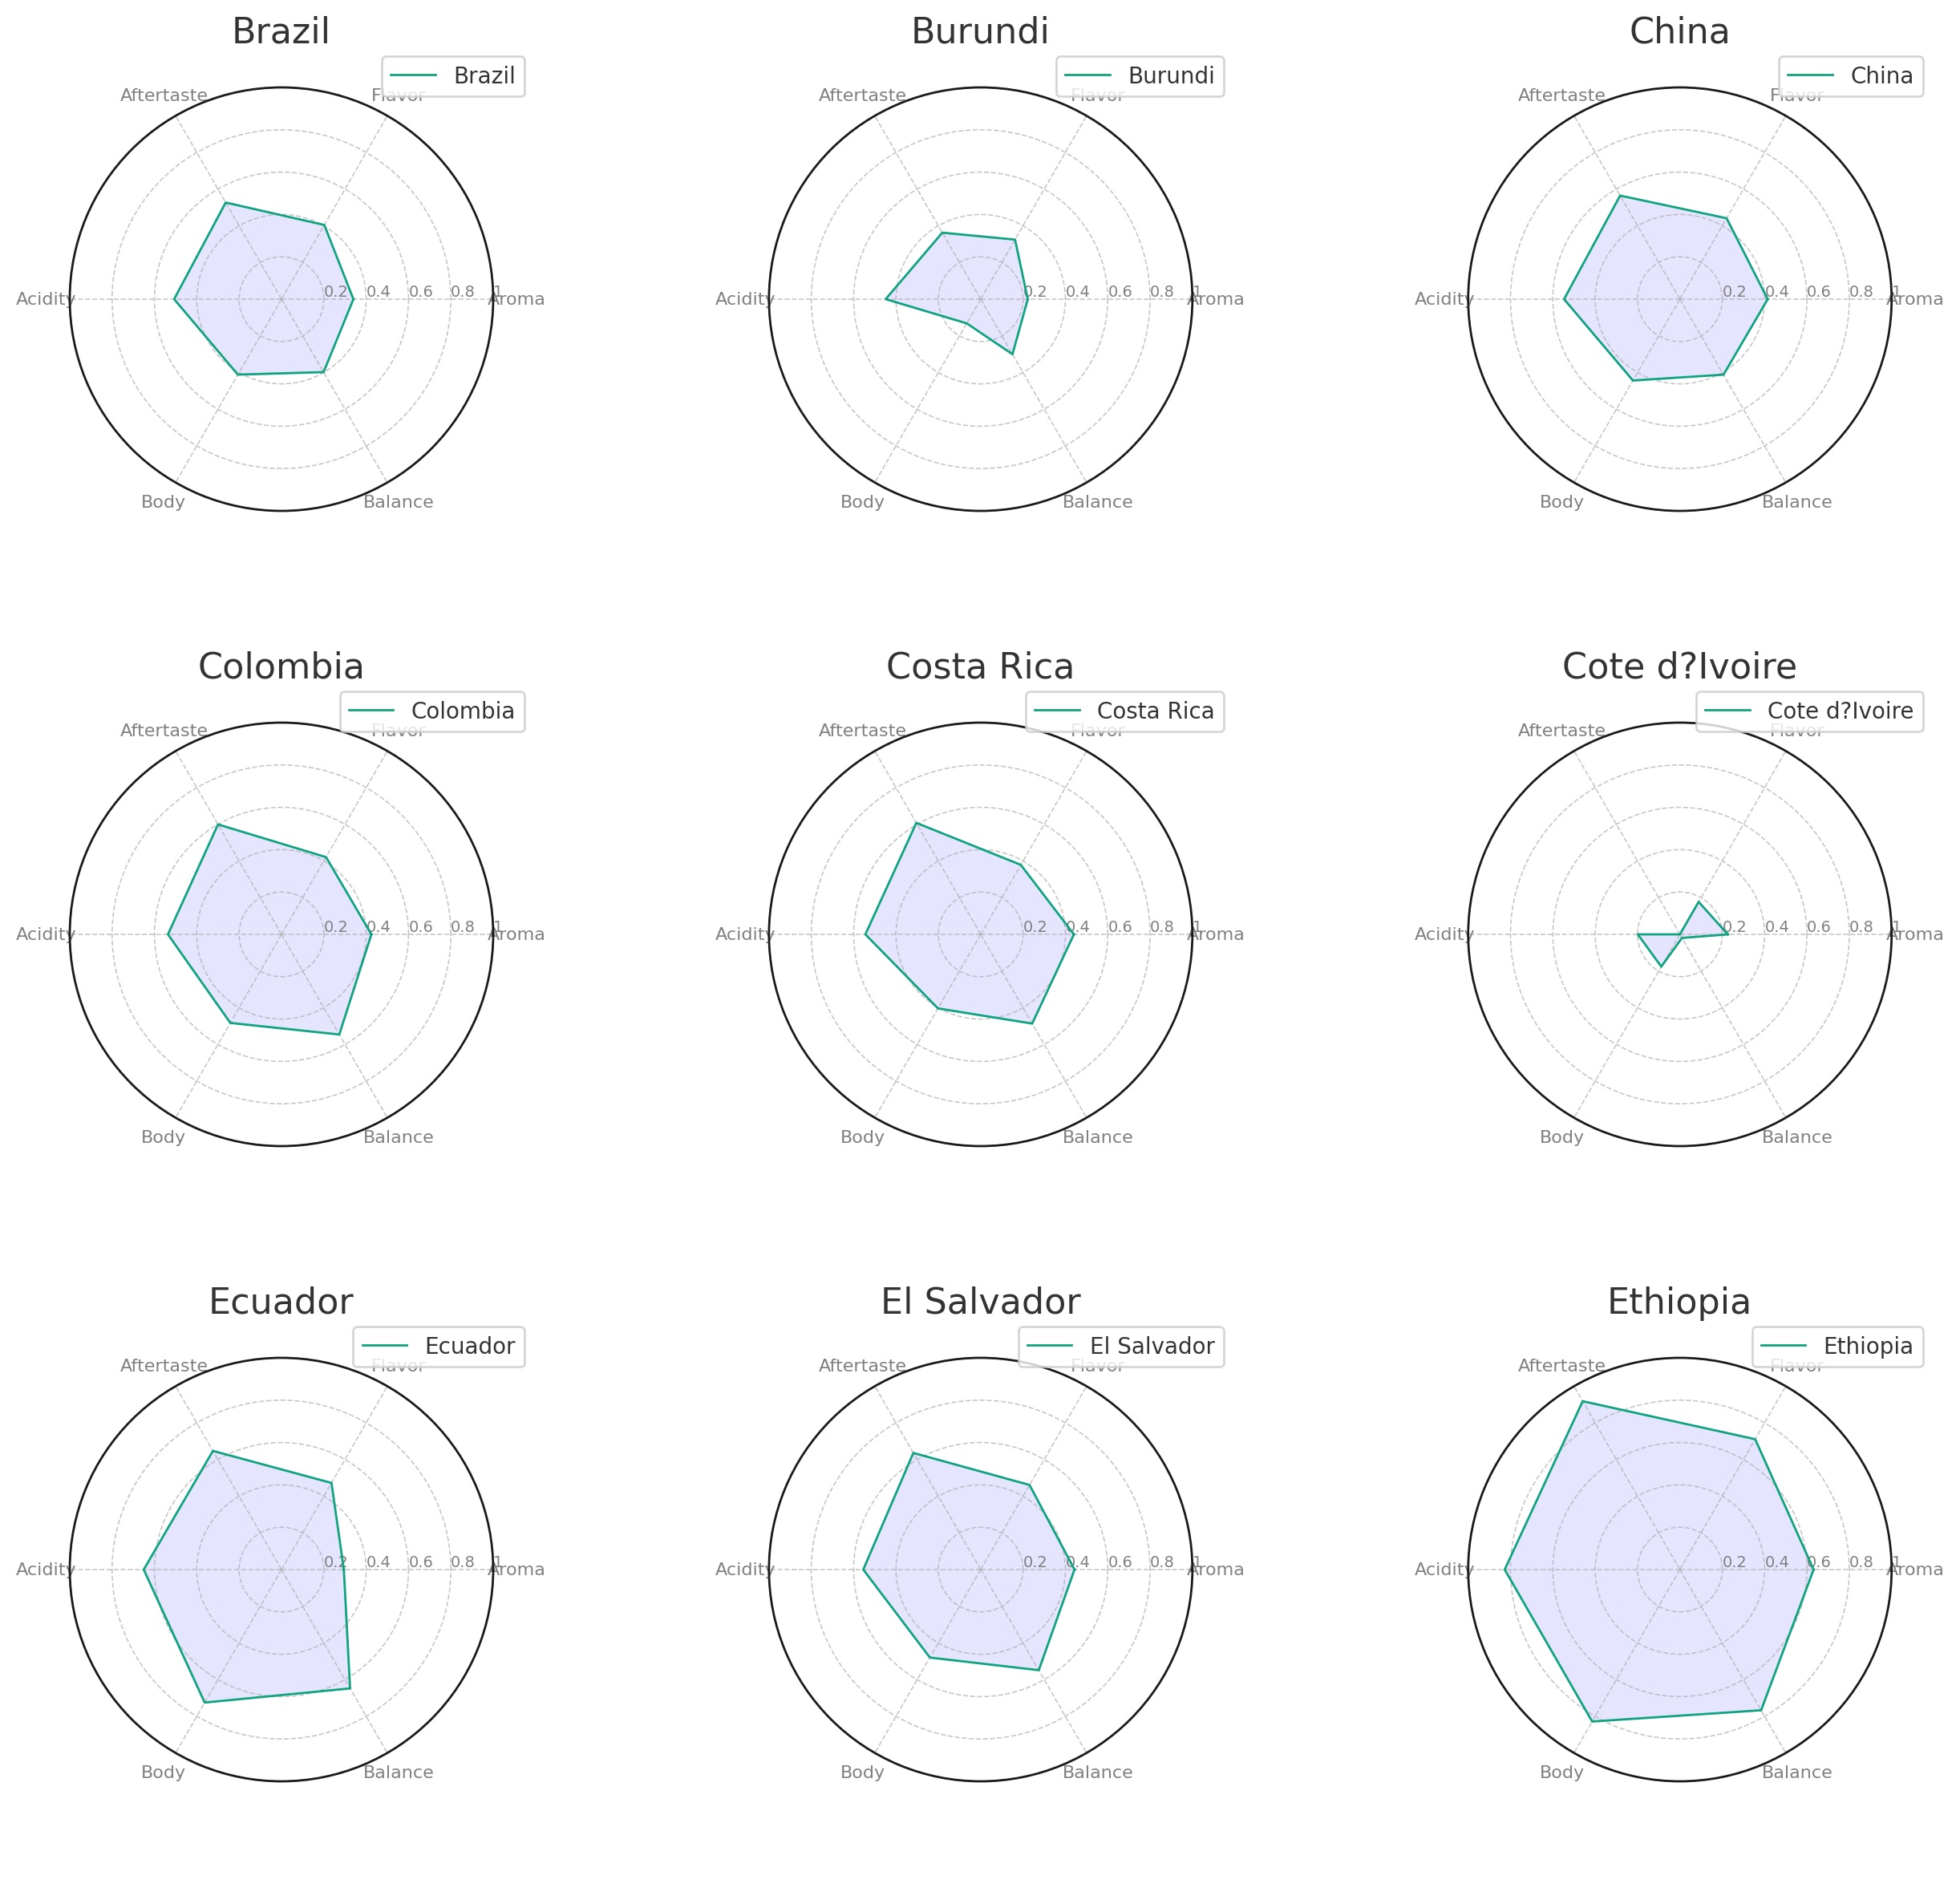 Brazil
Brazil
Aftertaste
Flavor
Acidity
0.2 0.4 0.6 0.8 1
Aroma
Body
Balance
Burundi
Burundi
Aftertaste
Flavor
Acidity
0.2 0.4 0.6 0.8 1
Aroma
Body
Balance
China
China
Aftertaste
Flavor
Acidity
0.2 0.4 0.6 0.8 1
Aroma
Body
Balance
Colombia
Colombia
Aftertaste
Flavor
Acidity
0.2 0.4 0.6 0.8 1
Aroma
Body
Balance
Costa Rica
Costa Rica
Aftertaste
Flavor
Acidity
0.2 0.4 0.6 0.8 1
Aroma
Body
Balance
Cote d?Ivoire
Cote d?Ivoire
Aftertaste
Flavor
Acidity
0.2 0.4 0.6 0.8 1
Aroma
Body
Balance
Ecuador
Ecuador
Aftertaste
Flavor
Acidity
0.2 0.4 0.6 0.8 1
Aroma
Body
Balance
El Salvador
El Salvador
Aftertaste
Flavor
Acidity
0.2 0.4 0.6 0.8 1
Aroma
Body
Balance
Ethiopia
Ethiopia
Aftertaste
Flavor
Acidity
0.2 0.4 0.6 0.8 1
Aroma
Body
Balance